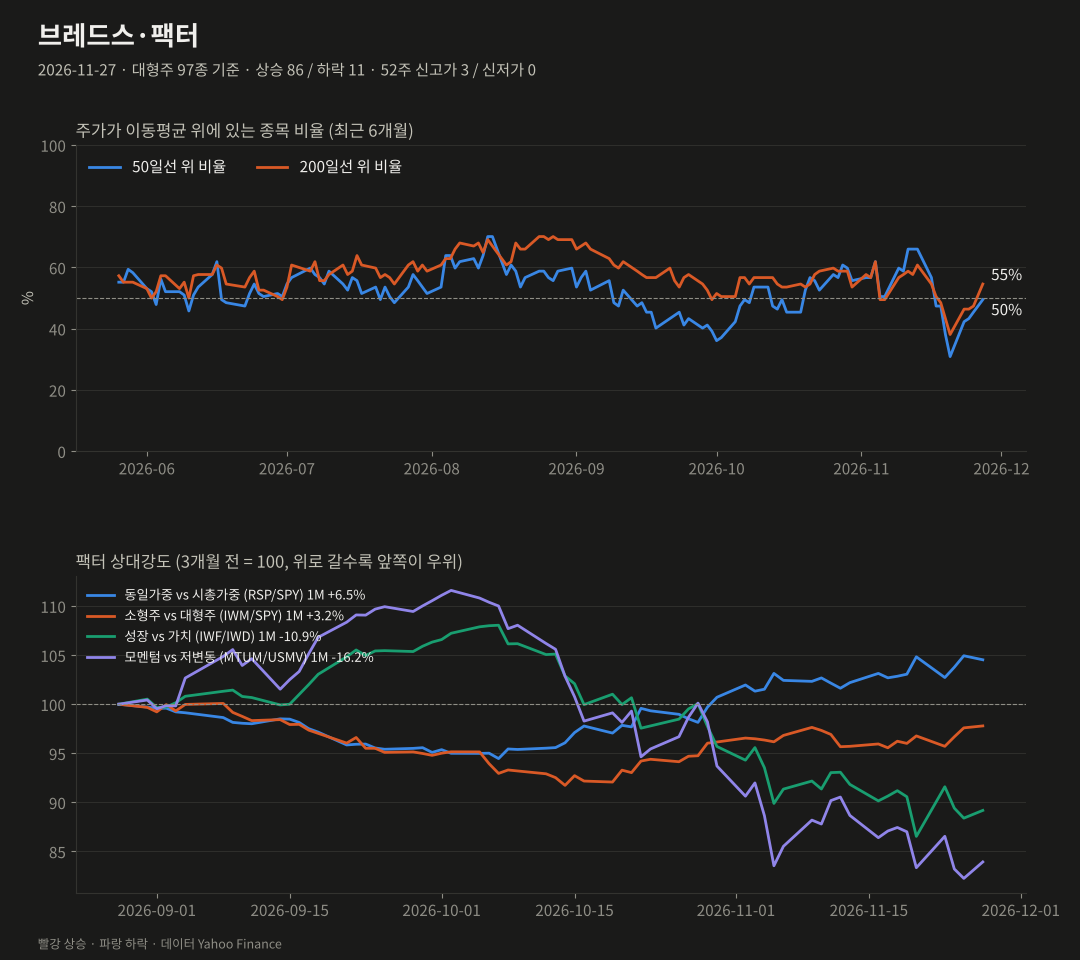 브레드스·팩터
2026-11-27 · 대형주 97종 기준 · 상승 86 / 하락 11 · 52주 신고가 3 / 신저가 0
주가가 이동평균 위에 있는 종목 비율 (최근 6개월)
50일선 위 비율
200일선 위 비율
100
80
60
40
20
0
%
55%
50%
2026-06
2026-07
2026-08
2026-09
2026-10
2026-11
2026-12
팩터 상대강도 (3개월 전 = 100, 위로 갈수록 앞쪽이 우위)
동일가중 vs 시총가중 (RSP/SPY) 1M +6.5%
소형주 vs 대형주 (IWM/SPY) 1M +3.2%
성장 vs 가치 (IWF/IWD) 1M -10.9%
모멘텀 vs 저변동 (MTUM/USMV) 1M -16.2%
110
105
100
95
90
85
2026-09-01
2026-09-15
2026-10-01
2026-10-15
2026-11-01
2026-11-15
2026-12-01
빨강 상승 · 파랑 하락 · 데이터 Yahoo Finance